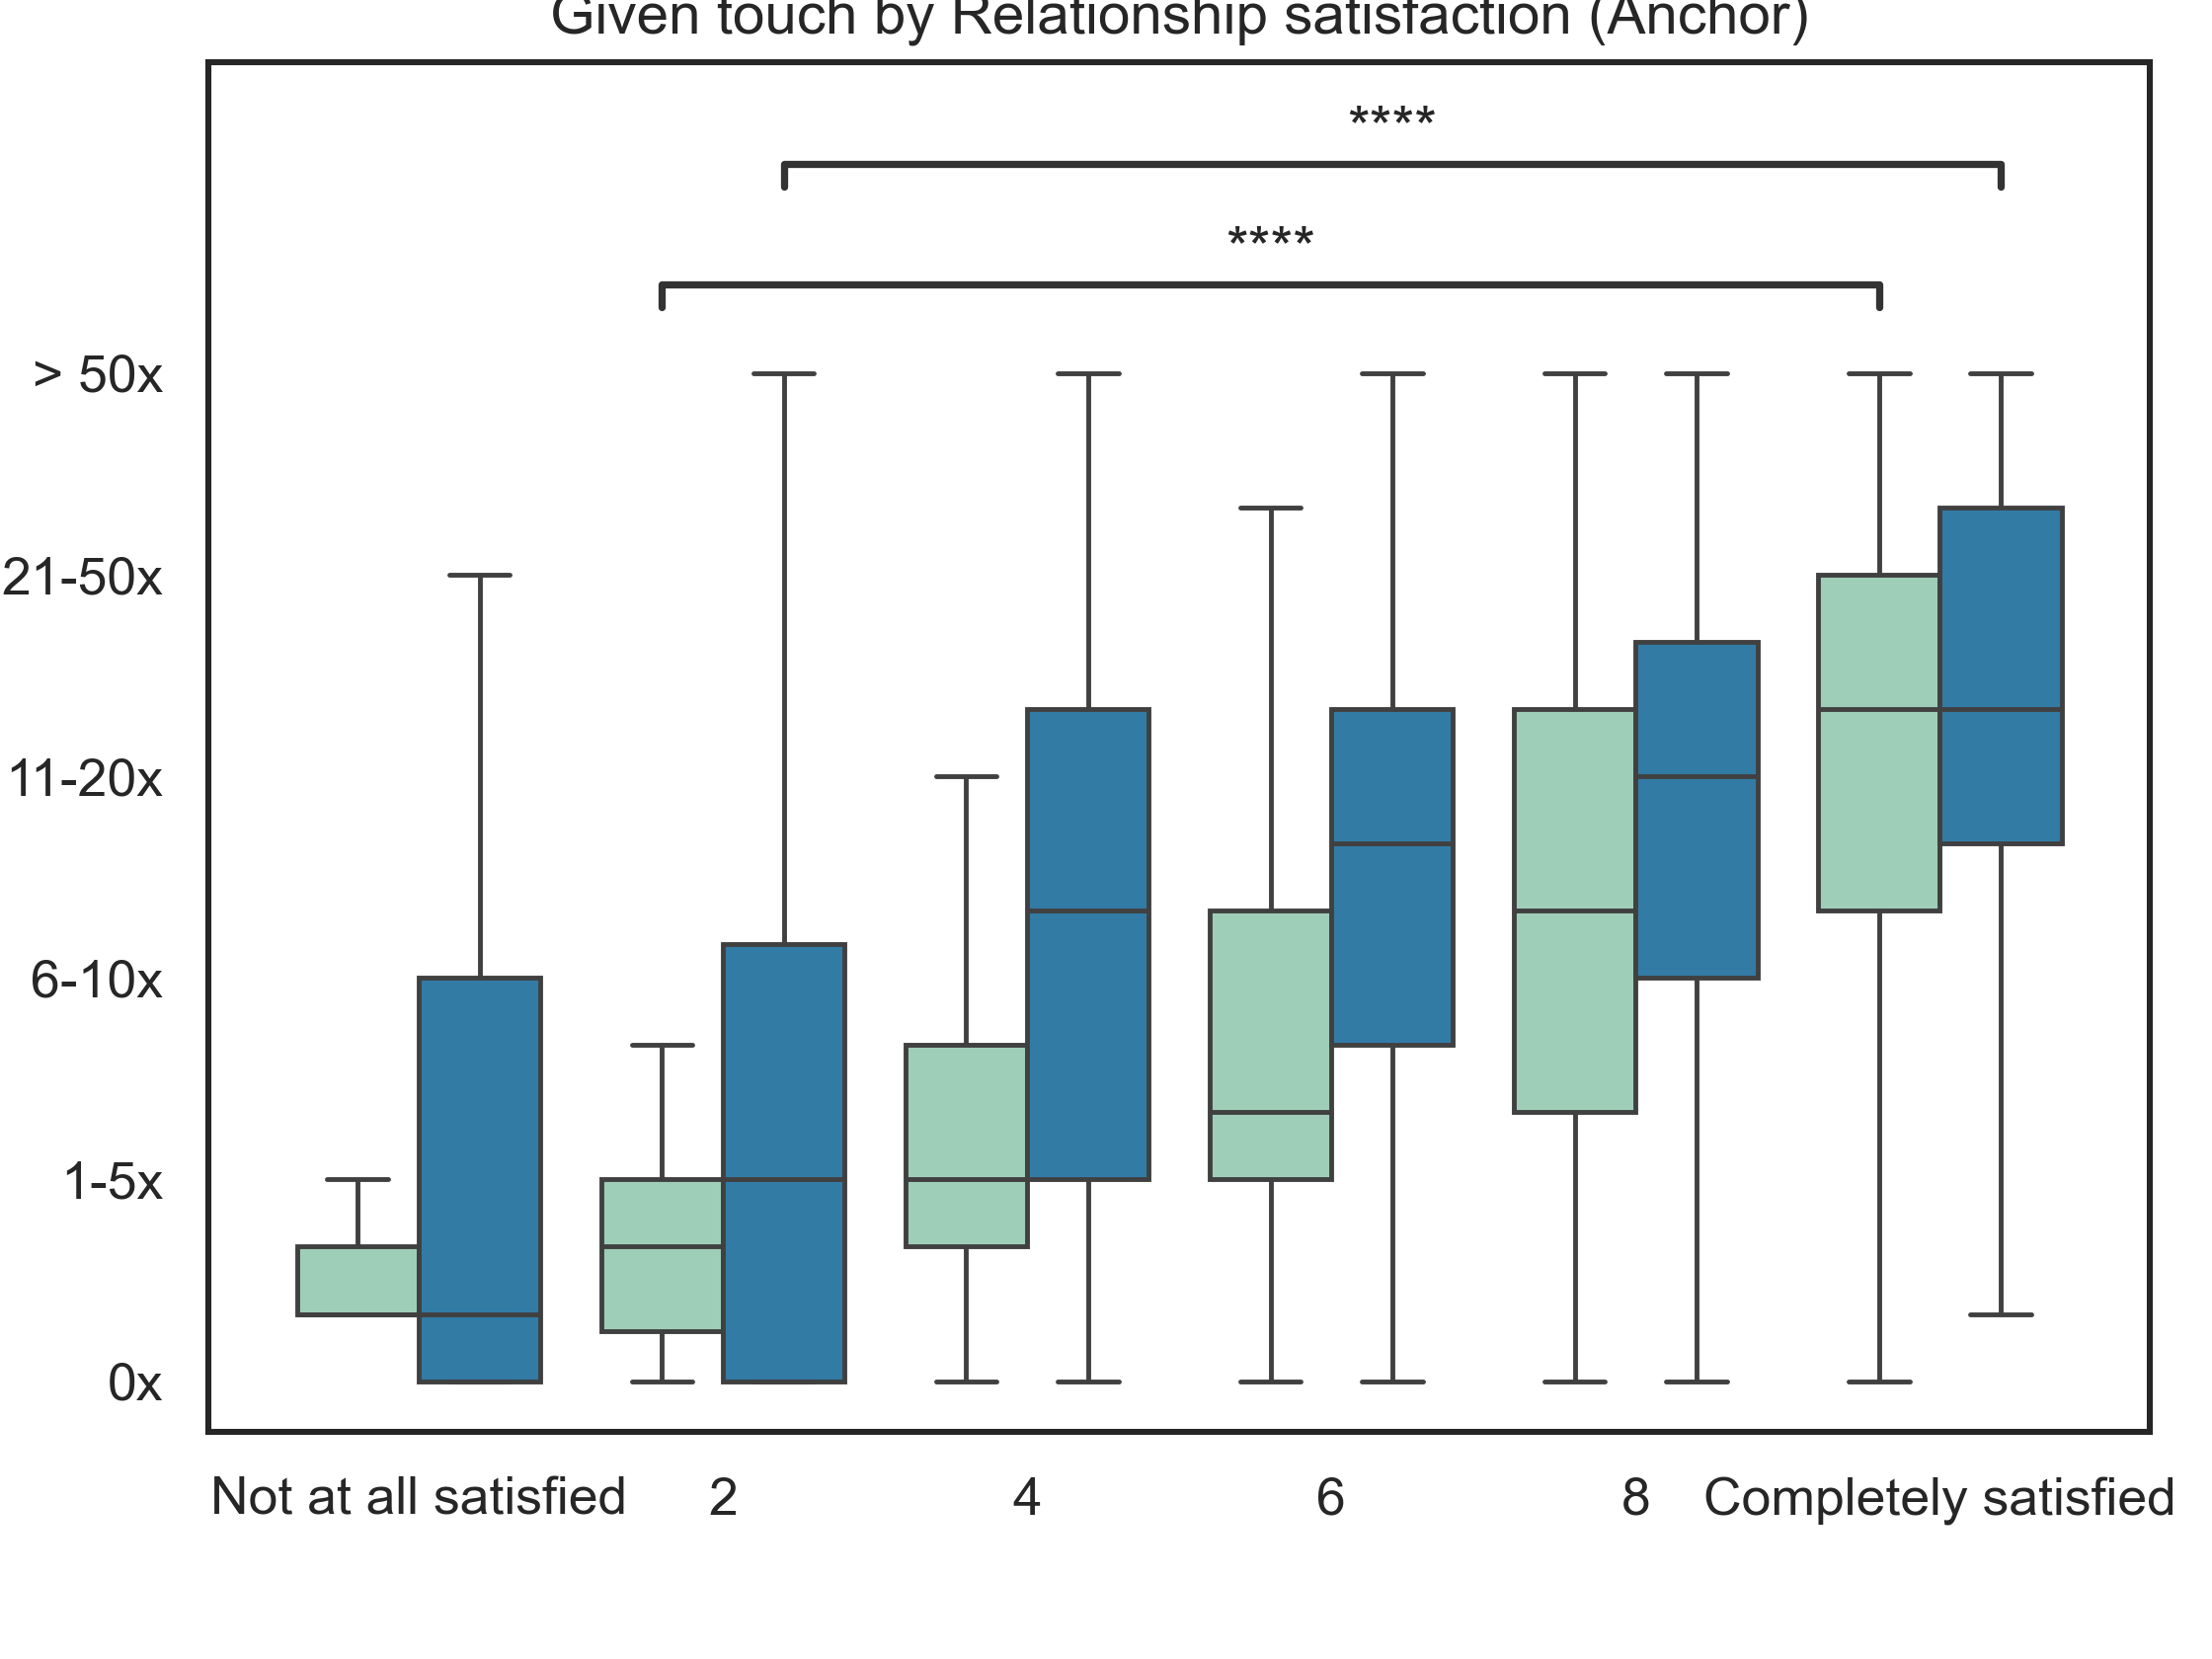 Given touch by Relationship satisfaction (Anchor)
****
****
> 50x
21-50x
11-20x
6-10x
1-5x
0x
Not at all satisfied 2 4 6 8 Completely satisfied